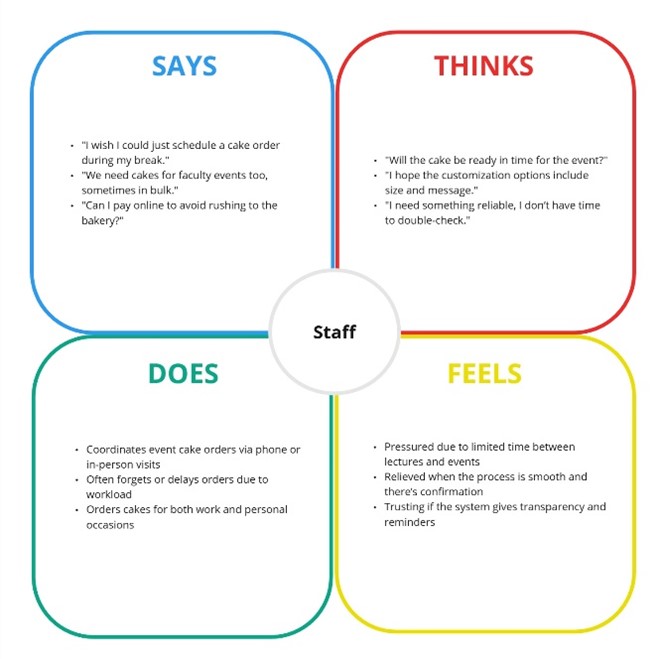 SAYS
• "I wish I could just schedule a cake order
during my break."
• "We need cakes for faculty events too,
sometimes in bulk."
• "Can I pay online to avoid rushing to the
bakery?"
THINKS
• "Will the cake be ready in time for the event?"
• "I hope the customization options include
size and message."
• "I need something reliable, I don't have time
to double-check."
Staff
DOES
• Coordinates event cake orders via phone or
in-person visits
• Often forgets or delays orders due to
workload
• Orders cakes for both work and personal
occasions
FEELS
• Pressured due to limited time between
lectures and events
• Relieved when the process is smooth and
there's confirmation
• Trusting if the system gives transparency and
reminders